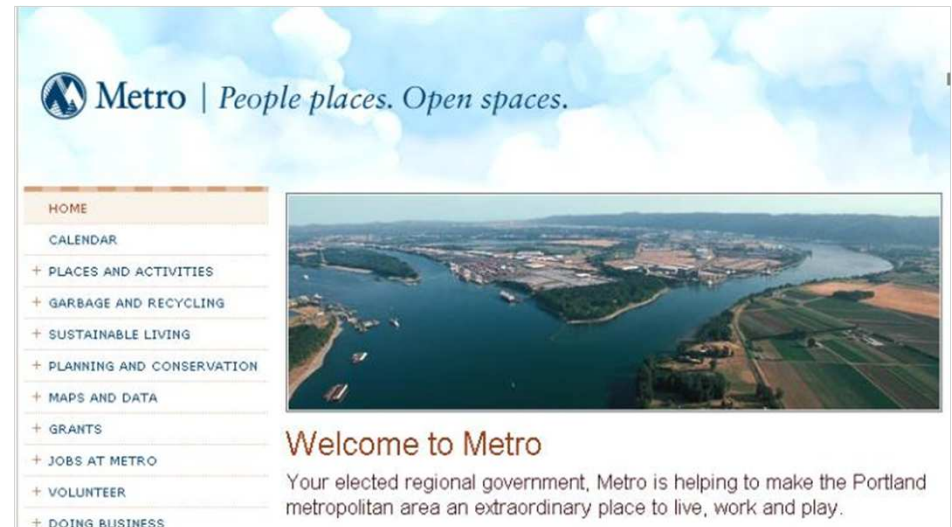 Metro | People places. Open spaces.
HOME
CALENDAR
+ PLACES AND ACTIVITIES
+ GARBAGE AND RECYCLING
+ SUSTAINABLE LIVING
+ PLANNING AND CONSERVATION
+ MAPS AND DATA
+ GRANTS
+ JOBS AT METRO
+ VOLUNTEER
+ DOING BUSINESS
Welcome to Metro
Your elected regional government, Metro is helping to make the Portland
metropolitan area an extraordinary place to live, work and play.